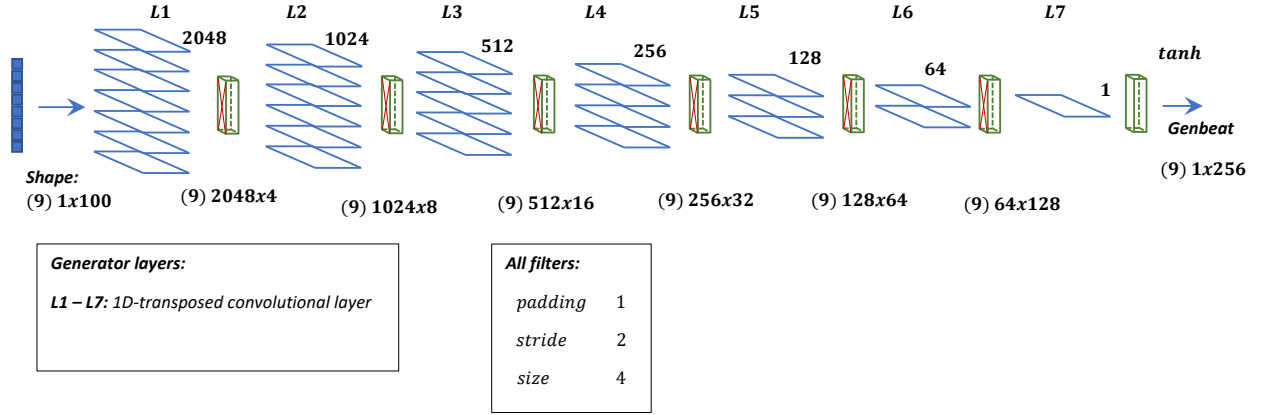 L1 L2 L3 L4 L5 L6 L7
2048 1024 512 256 128 64 1 tanh
Genbeat
Shape:
(9) 1x100 (9) 2048x4 (9) 1024x8 (9) 512x16 (9) 256x32 (9) 128x64 (9) 64x128 (9) 1x256
Generator layers:
L1 – L7: 1D-transposed convolutional layer
All filters:
padding 1
stride 2
size 4